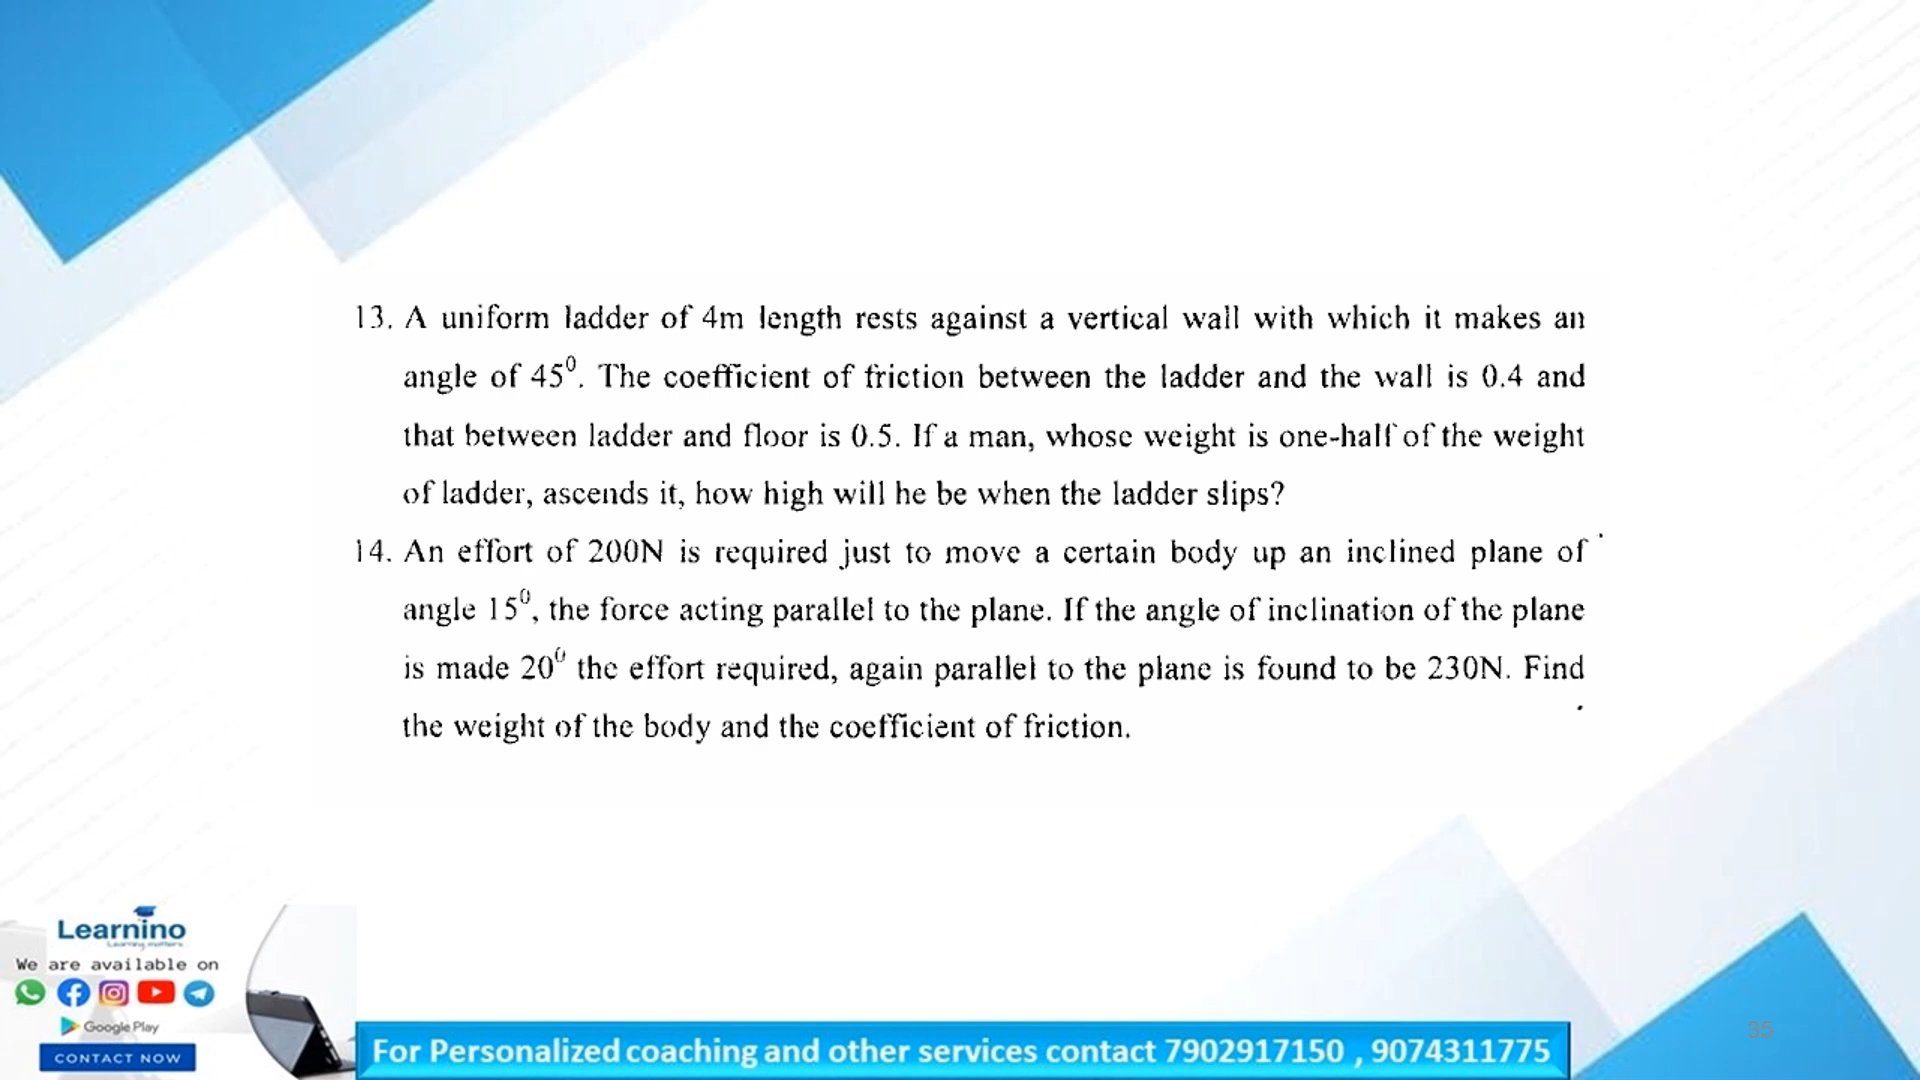 13. A uniform ladder of 4m length rests against a vertical wall with which it makes an
angle of 45⁰. The coefficient of friction between the ladder and the wall is 0.4 and
that between ladder and floor is 0.5. If a man, whose weight is one-half of the weight
of ladder, ascends it, how high will he be when the ladder slips?
14. An effort of 200N is required just to move a certain body up an inclined plane of
angle 15⁰, the force acting parallel to the plane. If the angle of inclination of the plane
is made 20⁰ the effort required, again parallel to the plane is found to be 230N. Find
the weight of the body and the coefficient of friction.
Learnino
Learning matters
We are available on
Google Play
CONTACT NOW
For Personalized coaching and other services contact 7902917150 , 9074311775
35